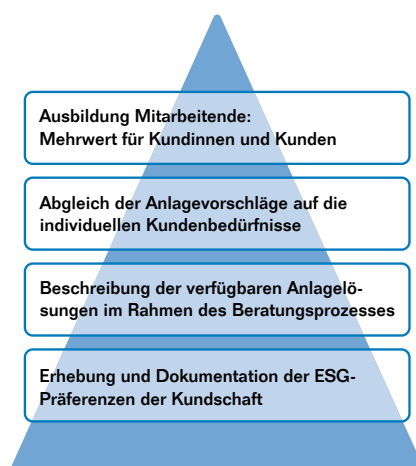 Ausbildung Mitarbeitende:
Mehrwert für Kundinnen und Kunden
Abgleich der Anlagevorschläge auf die
individuellen Kundenbedürfnisse
Beschreibung der verfügbaren Anlagelö-
sungen im Rahmen des Beratungsprozesses
Erhebung und Dokumentation der ESG-
Präferenzen der Kundschaft